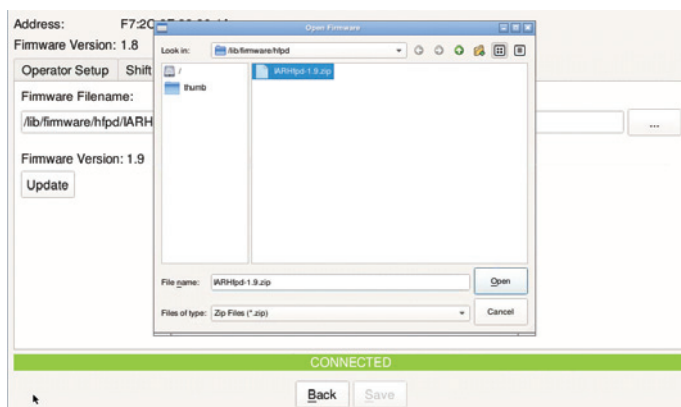 Address:
Firmware Version: 1.8
Operator Setup Shift
Firmware Filename:
/lib/firmware/hfpd/IARH
...
Firmware Version: 1.9
Update
Open Firmware
Look in: /lib/firmware/hfpd
/
thumb
IARHfpd-1.9.zip
File name: IARHfpd-1.9.zip
Open
Files of type: Zip Files (*.zip)
Cancel
CONNECTED
Back Save